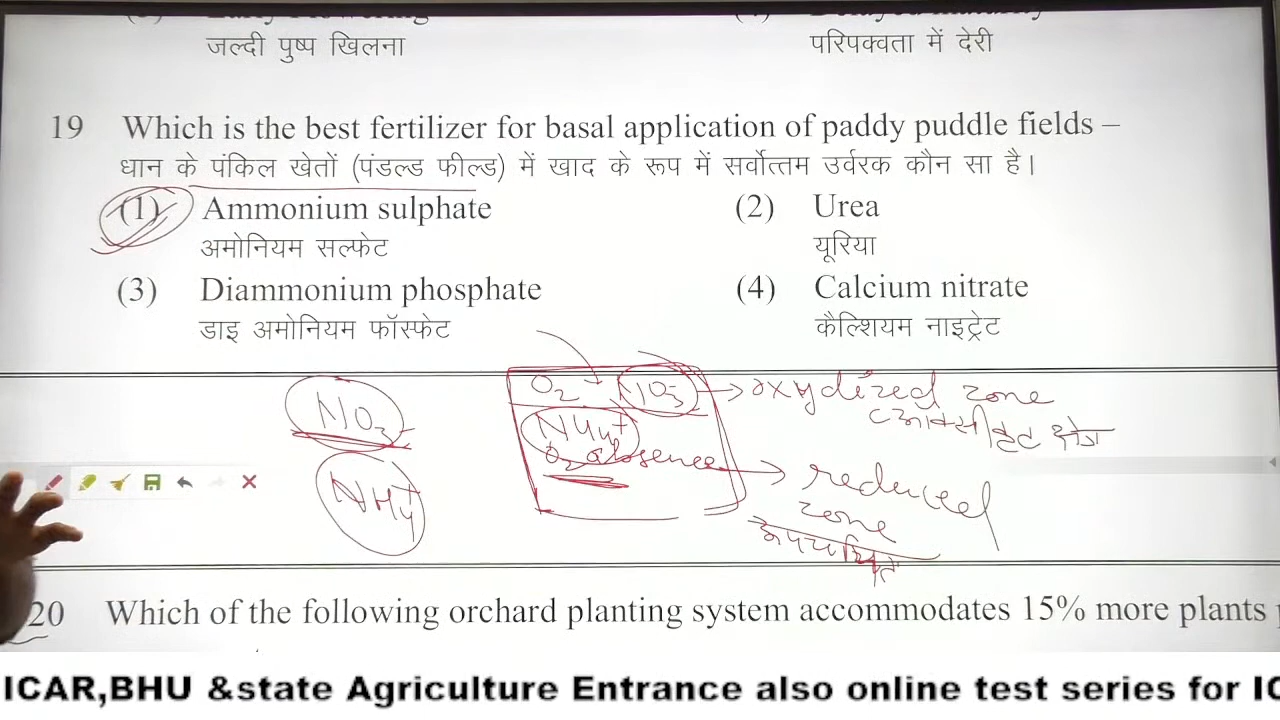 जल्दी पुष्प खिलना
परिपक्वता में देरी
19 Which is the best fertilizer for basal application of paddy puddle fields –
धान के पंकिल खेतों (पंडल्ड फील्ड) में खाद के रूप में सर्वोत्तम उर्वरक कौन सा है।
(1) Ammonium sulphate (2) Urea
अमोनियम सल्फेट यूरिया
(3) Diammonium phosphate (4) Calcium nitrate
डाइ अमोनियम फॉस्फेट कैल्शियम नाइट्रेट
O2 NO3- oxydized zone
NO3-
NH4+
O2 absence reduced
NH4+ zone
20 Which of the following orchard planting system accommodates 15% more plants
ICAR,BHU &state Agriculture Entrance also online test series for